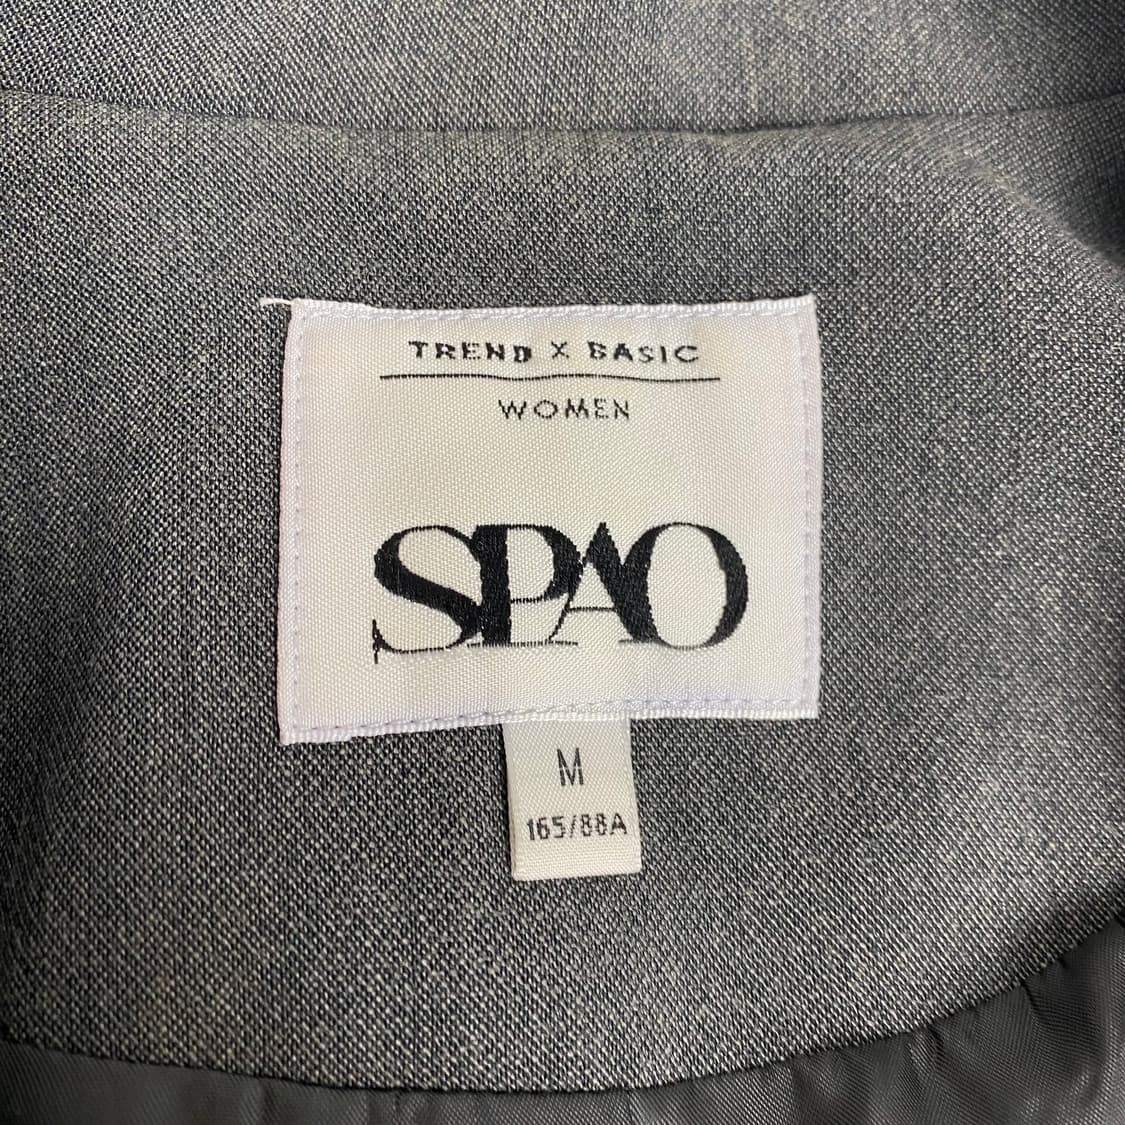 TREND X BASIC
WOMEN
SPAO
M
165/88A